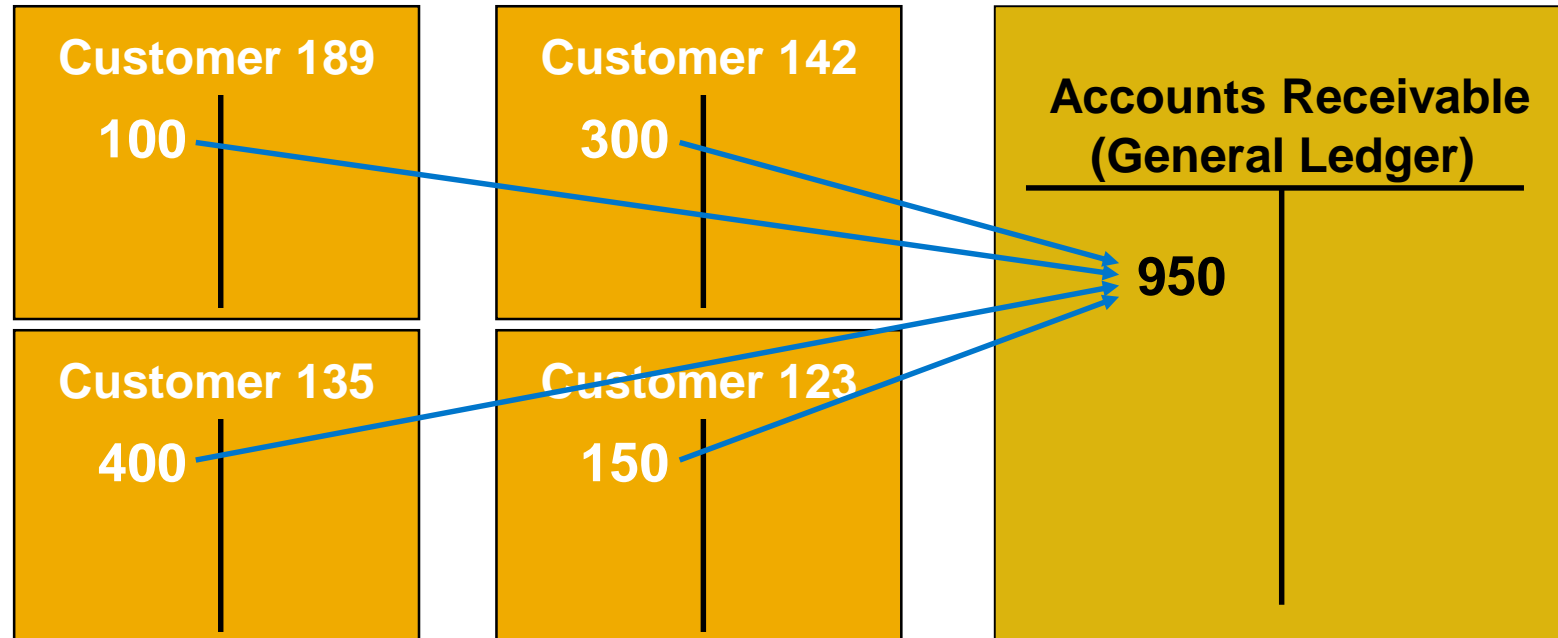 Customer 189
100
Customer 142
300
Accounts Receivable
(General Ledger)
950
Customer 135
400
Customer 123
150